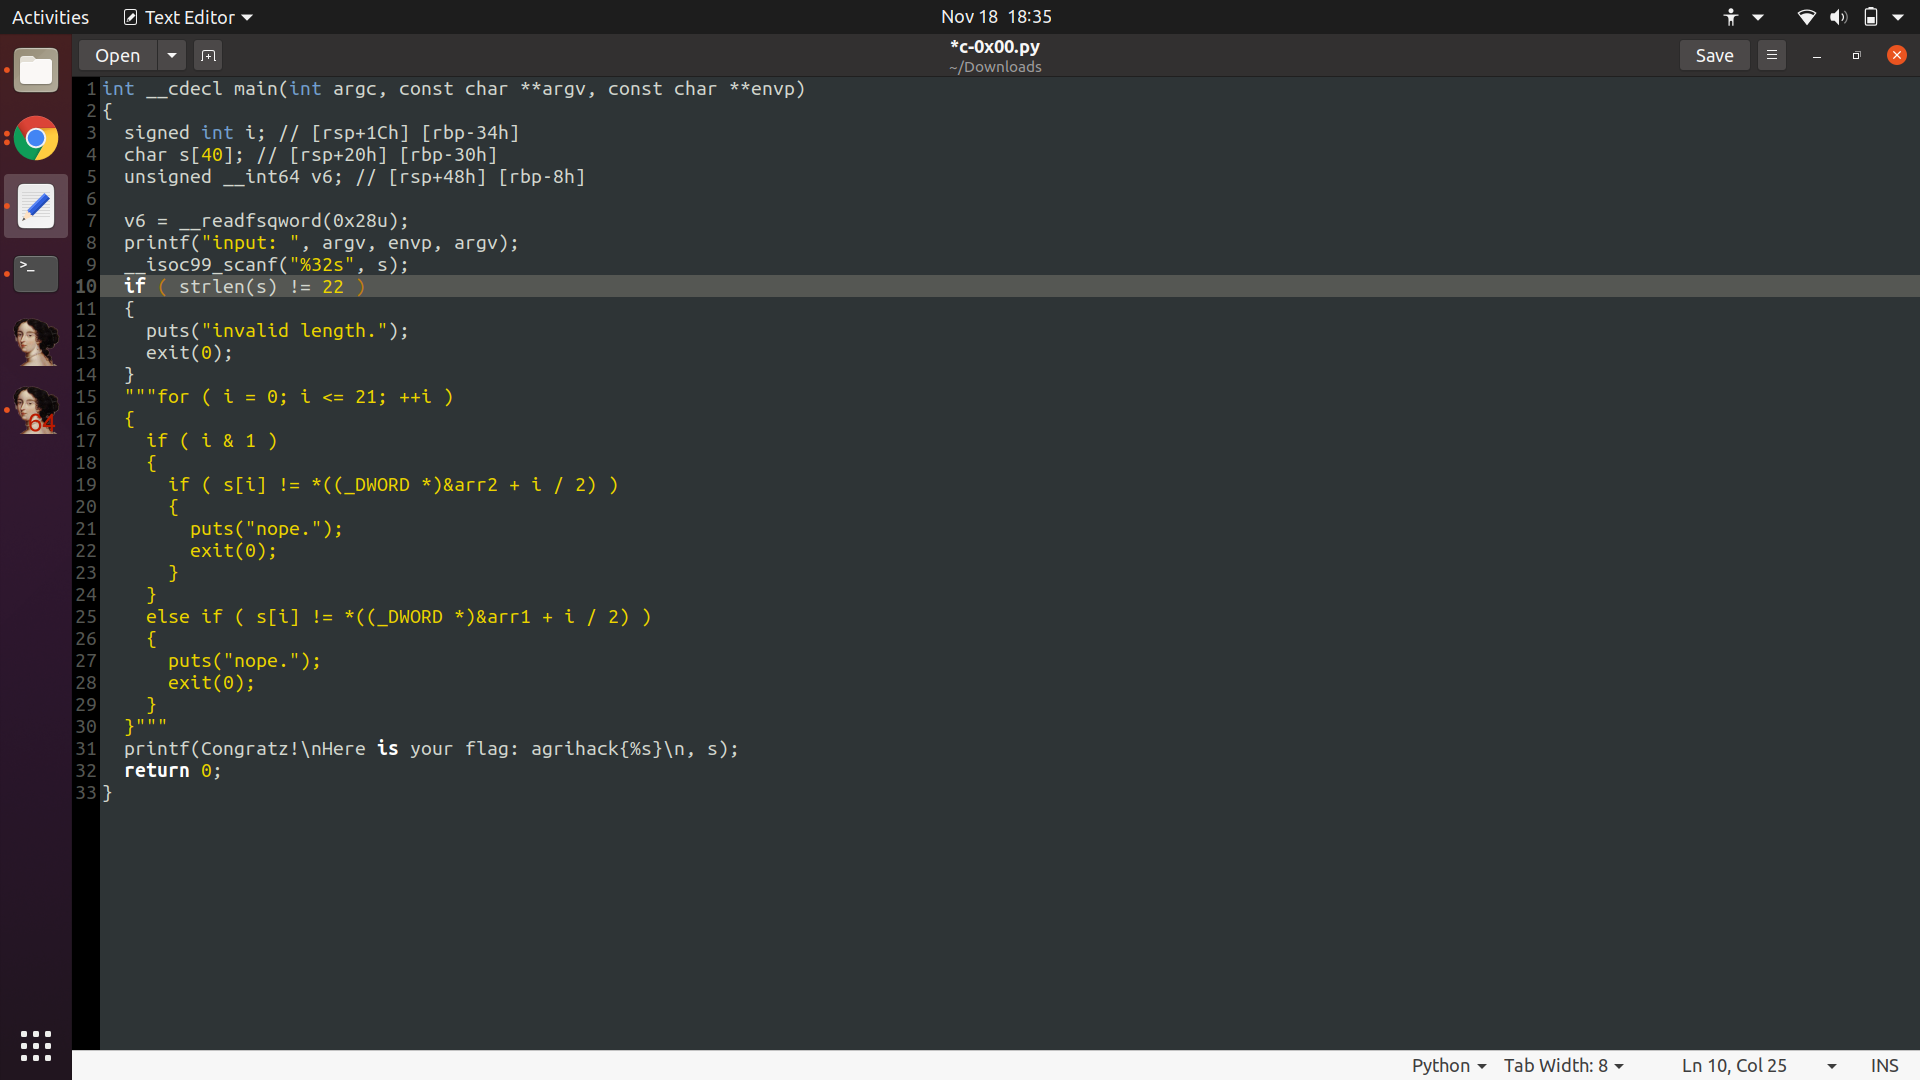 Activities Text Editor Nov 18 18:35
Open *c-0x00.py Save
~/Downloads
1 int __cdecl main(int argc, const char **argv, const char **envp)
2 {
3   signed int i; // [rsp+1Ch] [rbp-34h]
4   char s[40]; // [rsp+20h] [rbp-30h]
5   unsigned __int64 v6; // [rsp+48h] [rbp-8h]
6
7   v6 = __readfsqword(0x28u);
8   printf("input: ", argv, envp, argv);
9   __isoc99_scanf("%32s", s);
10   if ( strlen(s) != 22 )
11   {
12     puts("invalid length.");
13     exit(0);
14   }
15   """for ( i = 0; i <= 21; ++i )
16   {
17     if ( i & 1 )
18     {
19       if ( s[i] != *((_DWORD *)&arr2 + i / 2) )
20       {
21         puts("nope.");
22         exit(0);
23       }
24     }
25     else if ( s[i] != *((_DWORD *)&arr1 + i / 2) )
26     {
27       puts("nope.");
28       exit(0);
29     }
30   }"""
31   printf(Congratz!\nHere is your flag: agrihack{%s}\n, s);
32   return 0;
33 }
64
>_
Python Tab Width: 8 Ln 10, Col 25 INS